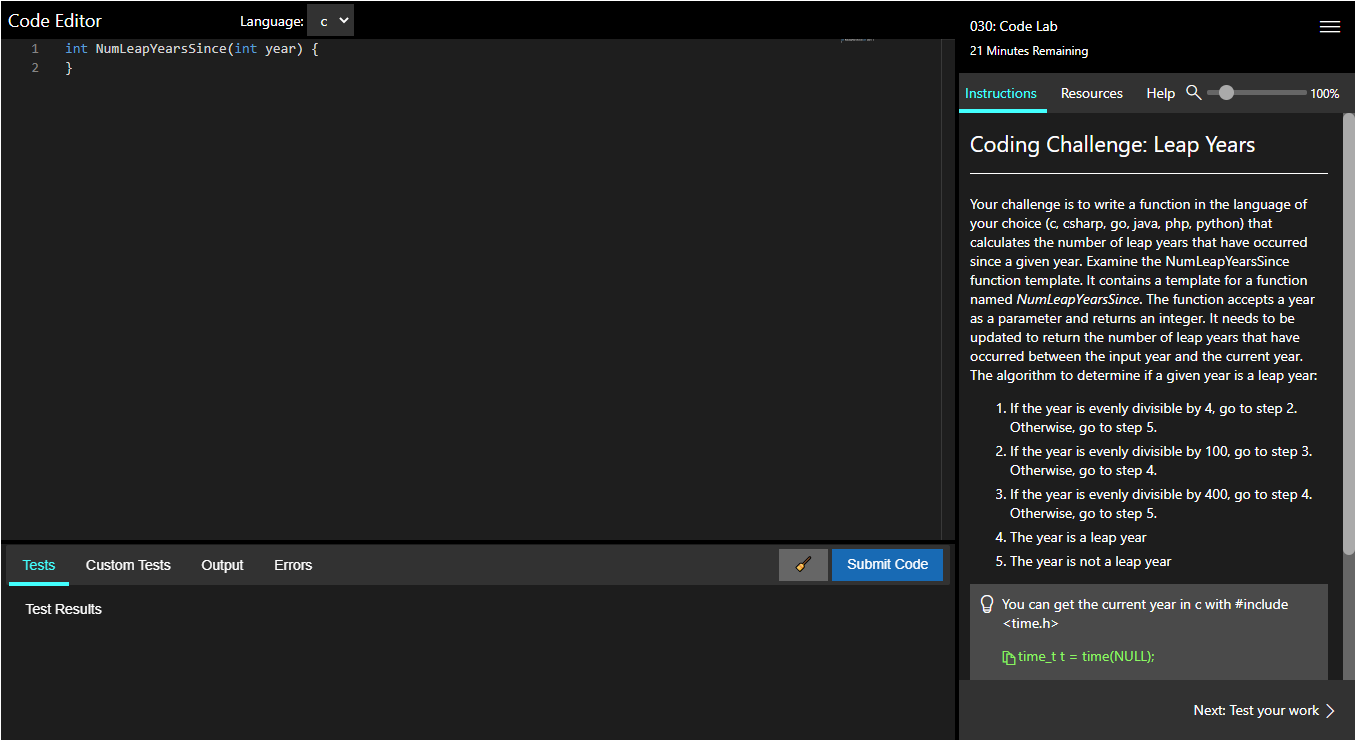 Code Editor
Language: c
1 int NumLeapYearsSince(int year) {
2 }
Tests
Custom Tests
Output
Errors
Submit Code
Test Results
030: Code Lab
21 Minutes Remaining
Instructions
Resources
Help
100%
Coding Challenge: Leap Years
Your challenge is to write a function in the language of
your choice (c, csharp, go, java, php, python) that
calculates the number of leap years that have occurred
since a given year. Examine the NumLeapYearsSince
function template. It contains a template for a function
named NumLeapYearsSince. The function accepts a year
as a parameter and returns an integer. It needs to be
updated to return the number of leap years that have
occurred between the input year and the current year.
The algorithm to determine if a given year is a leap year:
1. If the year is evenly divisible by 4, go to step 2.
Otherwise, go to step 5.
2. If the year is evenly divisible by 100, go to step 3.
Otherwise, go to step 4.
3. If the year is evenly divisible by 400, go to step 4.
Otherwise, go to step 5.
4. The year is a leap year
5. The year is not a leap year
You can get the current year in c with #include
<time.h>
time_t t = time(NULL);
Next: Test your work